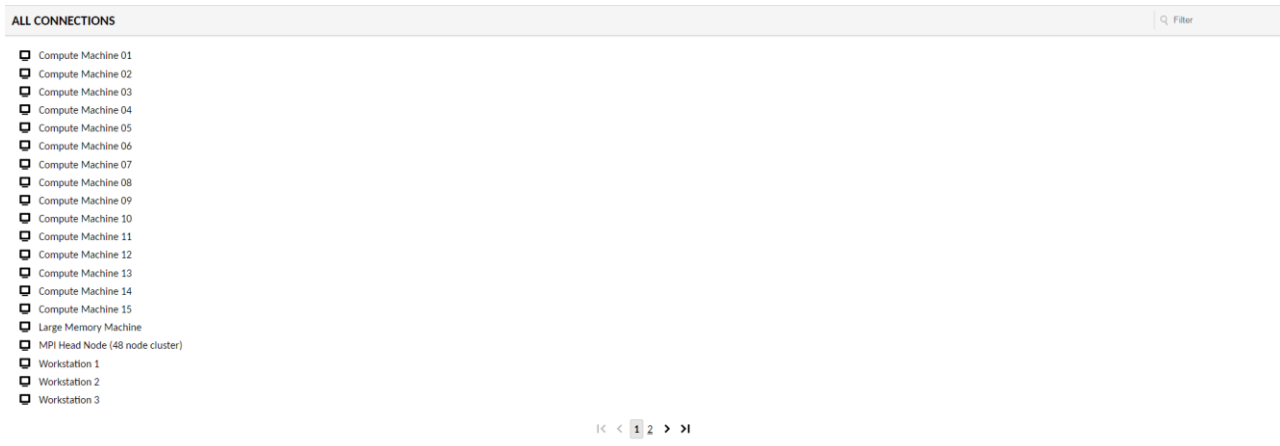 ALL CONNECTIONS Filter
Compute Machine 01
Compute Machine 02
Compute Machine 03
Compute Machine 04
Compute Machine 05
Compute Machine 06
Compute Machine 07
Compute Machine 08
Compute Machine 09
Compute Machine 10
Compute Machine 11
Compute Machine 12
Compute Machine 13
Compute Machine 14
Compute Machine 15
Large Memory Machine
MPI Head Node (48 node cluster)
Workstation 1
Workstation 2
Workstation 3
1 2